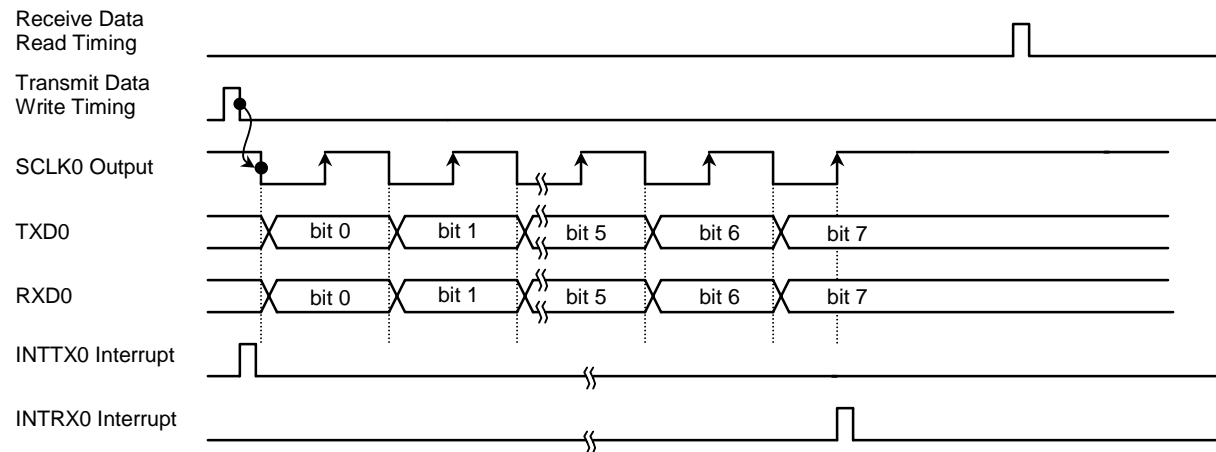 Receive Data
Read Timing
Transmit Data
Write Timing
SCLK0 Output
TXD0
bit 0 bit 1 bit 5 bit 6 bit 7
RXD0
bit 0 bit 1 bit 5 bit 6 bit 7
INTTX0 Interrupt
INTRX0 Interrupt